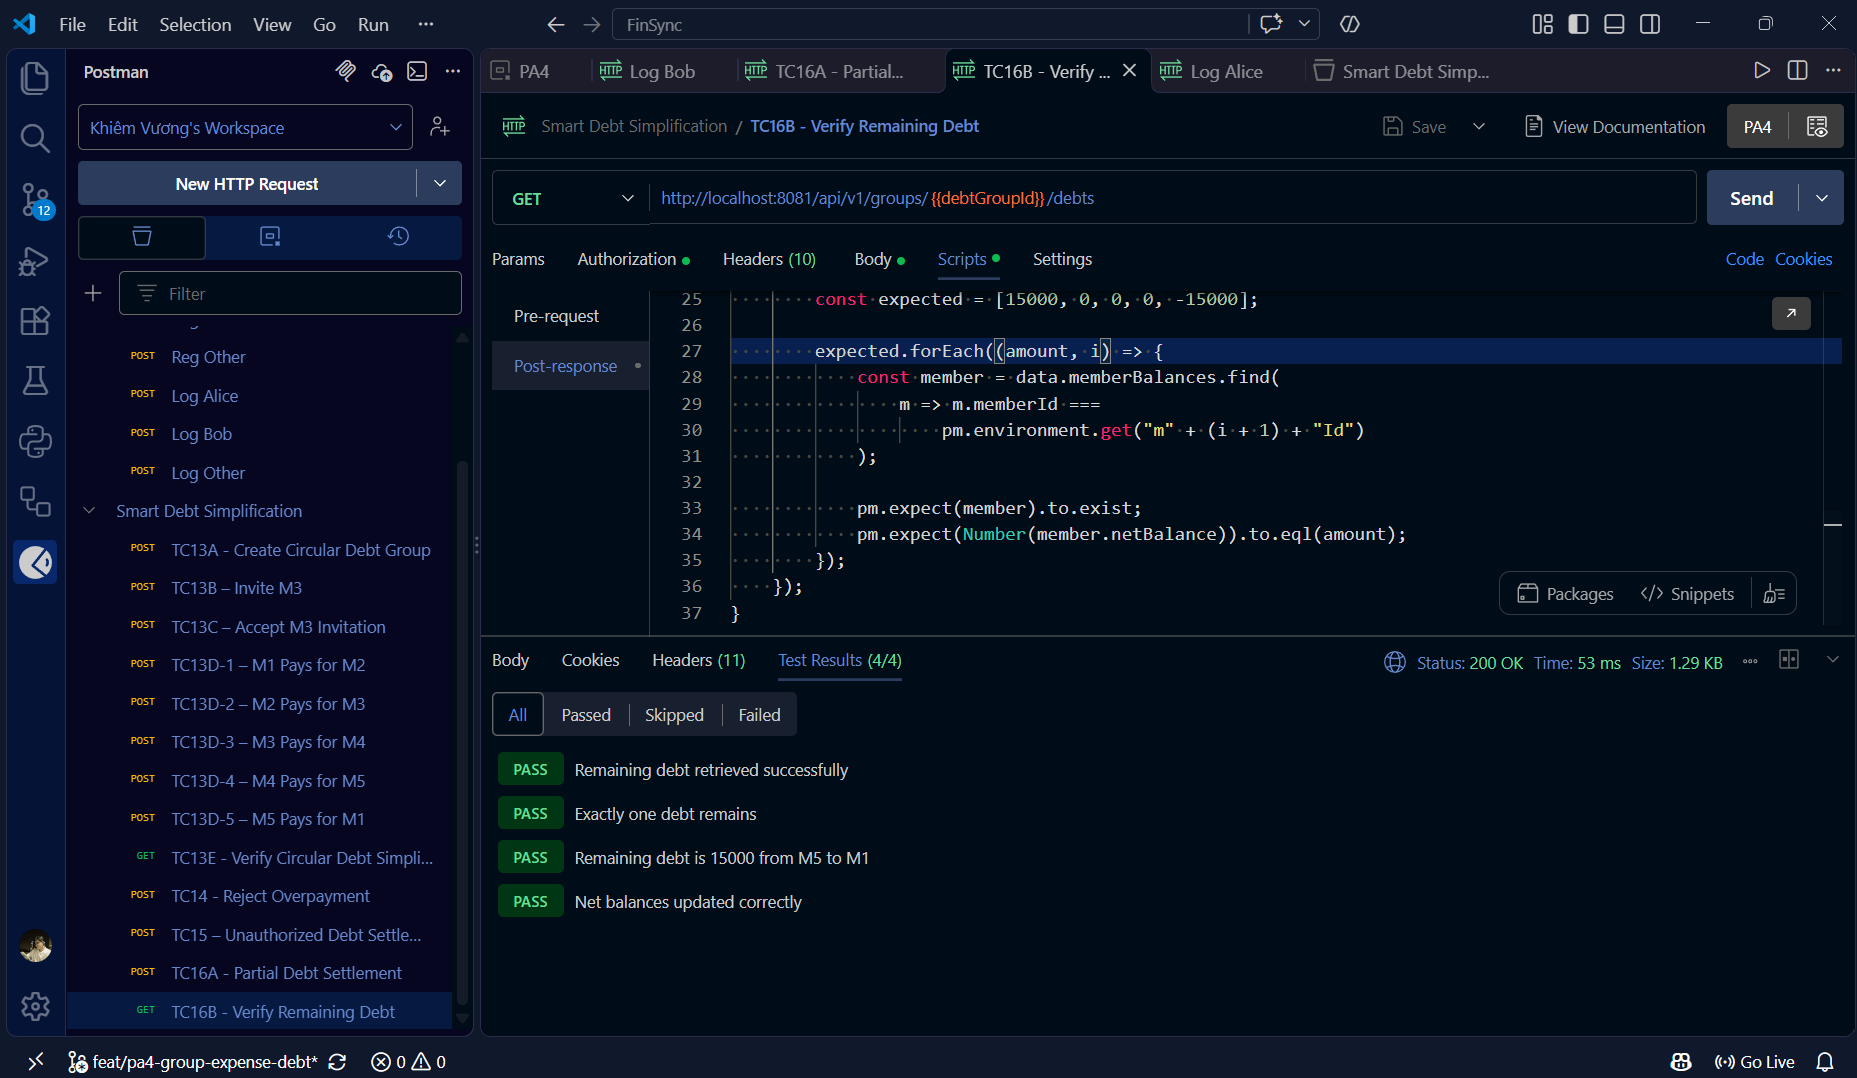 File Edit Selection View Go Run ···
FinSync
Postman
PA4
Log Bob
TC16A - Partial...
TC16B - Verify ...
Log Alice
Smart Debt Simp...
Khiêm Vương's Workspace
New HTTP Request
Filter
POST Reg Other
POST Log Alice
POST Log Bob
POST Log Other
Smart Debt Simplification
POST TC13A - Create Circular Debt Group
POST TC13B – Invite M3
POST TC13C – Accept M3 Invitation
POST TC13D-1 – M1 Pays for M2
POST TC13D-2 – M2 Pays for M3
POST TC13D-3 – M3 Pays for M4
POST TC13D-4 – M4 Pays for M5
POST TC13D-5 – M5 Pays for M1
GET TC13E - Verify Circular Debt Simpli...
POST TC14 - Reject Overpayment
POST TC15 – Unauthorized Debt Settle...
POST TC16A - Partial Debt Settlement
GET TC16B - Verify Remaining Debt
12
HTTP Smart Debt Simplification / TC16B - Verify Remaining Debt
Save
View Documentation
PA4
GET http://localhost:8081/api/v1/groups/{{debtGroupId}}/debts
Send
Params Authorization Headers (10) Body Scripts Settings
Code Cookies
Pre-request
Post-response
25 const expected = [15000, 0, 0, 0, -15000];
26
27 expected.forEach((amount, i) => {
28 const member = data.memberBalances.find(
29 m => m.memberId ===
30 pm.environment.get("m" + (i + 1) + "Id")
31 );
32
33 pm.expect(member).to.exist;
34 pm.expect(Number(member.netBalance)).to.eql(amount);
35 });
36 });
37 }
Packages </> Snippets
Body Cookies Headers (11) Test Results (4/4)
Status: 200 OK Time: 53 ms Size: 1.29 KB
All Passed Skipped Failed
PASS Remaining debt retrieved successfully
PASS Exactly one debt remains
PASS Remaining debt is 15000 from M5 to M1
PASS Net balances updated correctly
feat/pa4-group-expense-debt* 0 0
Go Live